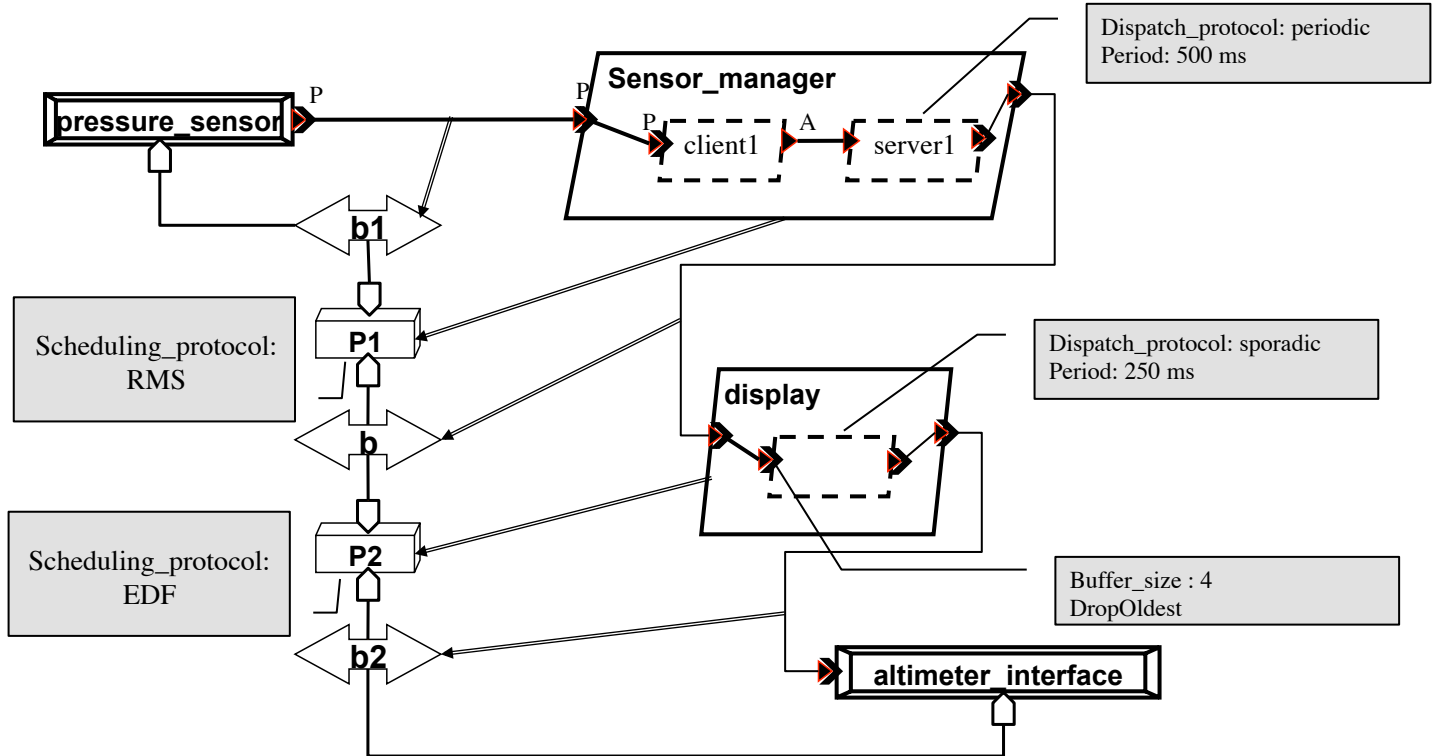 Dispatch_protocol: periodic
Period: 500 ms
Sensor_manager
P
P
pressure_sensor
P
client1
A
server1
b1
Scheduling_protocol:
RMS
P1
Dispatch_protocol: sporadic
Period: 250 ms
display
b
Scheduling_protocol:
EDF
P2
Buffer_size : 4
DropOldest
b2
altimeter_interface